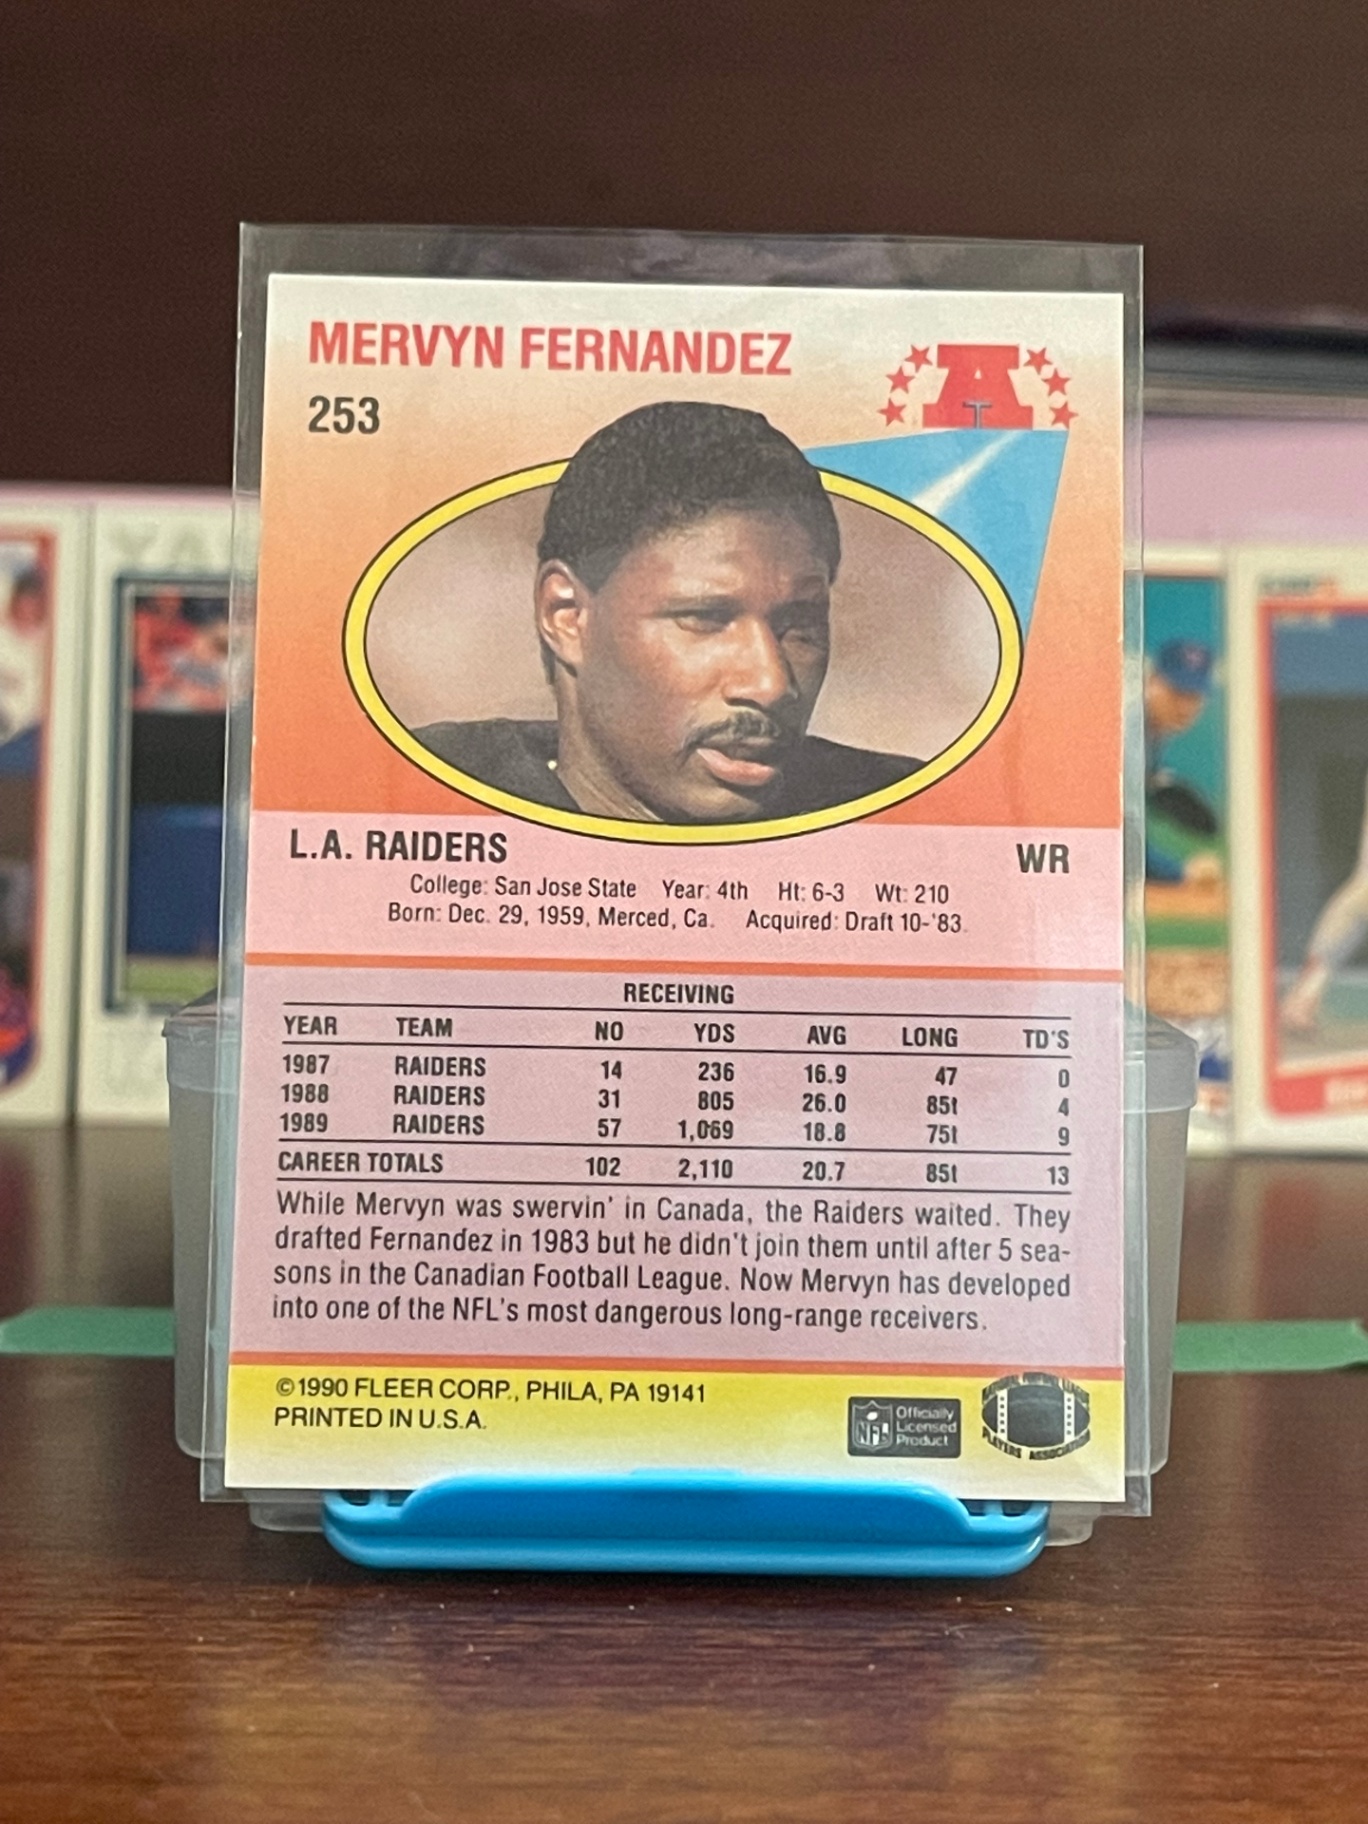 MERVYN FERNANDEZ
253
A
L.A. RAIDERS WR
College: San Jose State Year: 4th Ht: 6-3 Wt: 210
Born: Dec. 29, 1959, Merced, Ca. Acquired: Draft 10-'83
RECEIVING
YEAR TEAM NO YDS AVG LONG TD'S
1987 RAIDERS 14 236 16.9 47 0
1988 RAIDERS 31 805 26.0 85t 4
1989 RAIDERS 57 1,069 18.8 75t 9
CAREER TOTALS 102 2,110 20.7 85t 13
While Mervyn was swervin' in Canada, the Raiders waited. They
drafted Fernandez in 1983 but he didn't join them until after 5 sea-
sons in the Canadian Football League. Now Mervyn has developed
into one of the NFL's most dangerous long-range receivers.
©1990 FLEER CORP., PHILA, PA 19141
PRINTED IN U.S.A.
NFL
Officially
Licensed
Product
NATIONAL FOOTBALL LEAGUE
PLAYERS ASSOCIATION